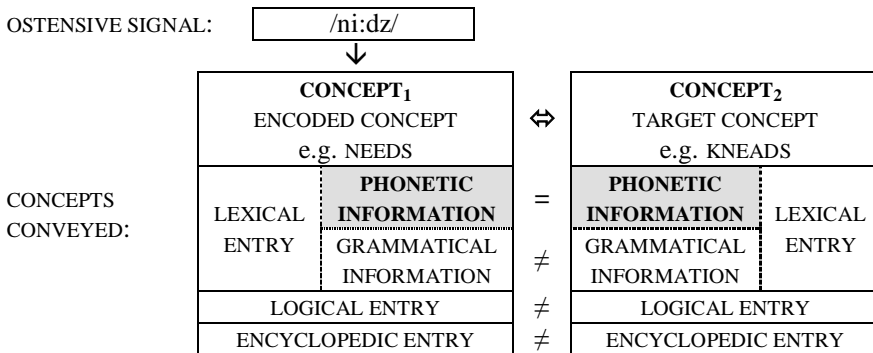 OSTENSIVE SIGNAL: /ni:dz/
↓
CONCEPT1 CONCEPT2
ENCODED CONCEPT ⇔ TARGET CONCEPT
e.g. NEEDS e.g. KNEADS
PHONETIC PHONETIC
CONCEPTS LEXICAL INFORMATION = INFORMATION LEXICAL
CONVEYED: ENTRY GRAMMATICAL ≠ GRAMMATICAL ENTRY
INFORMATION INFORMATION
LOGICAL ENTRY ≠ LOGICAL ENTRY
ENCYCLOPEDIC ENTRY ≠ ENCYCLOPEDIC ENTRY